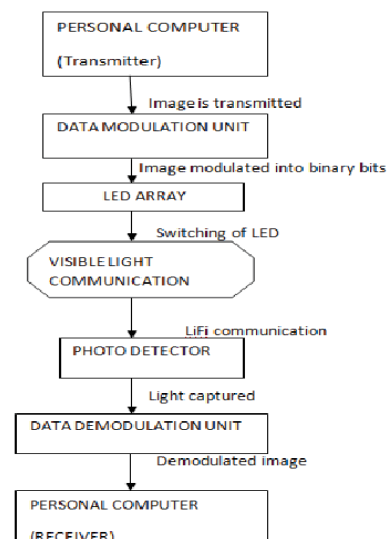 PERSONAL COMPUTER
(Transmitter)
Image is transmitted
DATA MODULATION UNIT
Image modulated into binary bits
LED ARRAY
Switching of LED
VISIBLE LIGHT
COMMUNICATION
LiFi communication
PHOTO DETECTOR
Light captured
DATA DEMODULATION UNIT
Demodulated image
PERSONAL COMPUTER
(RECEIVER)